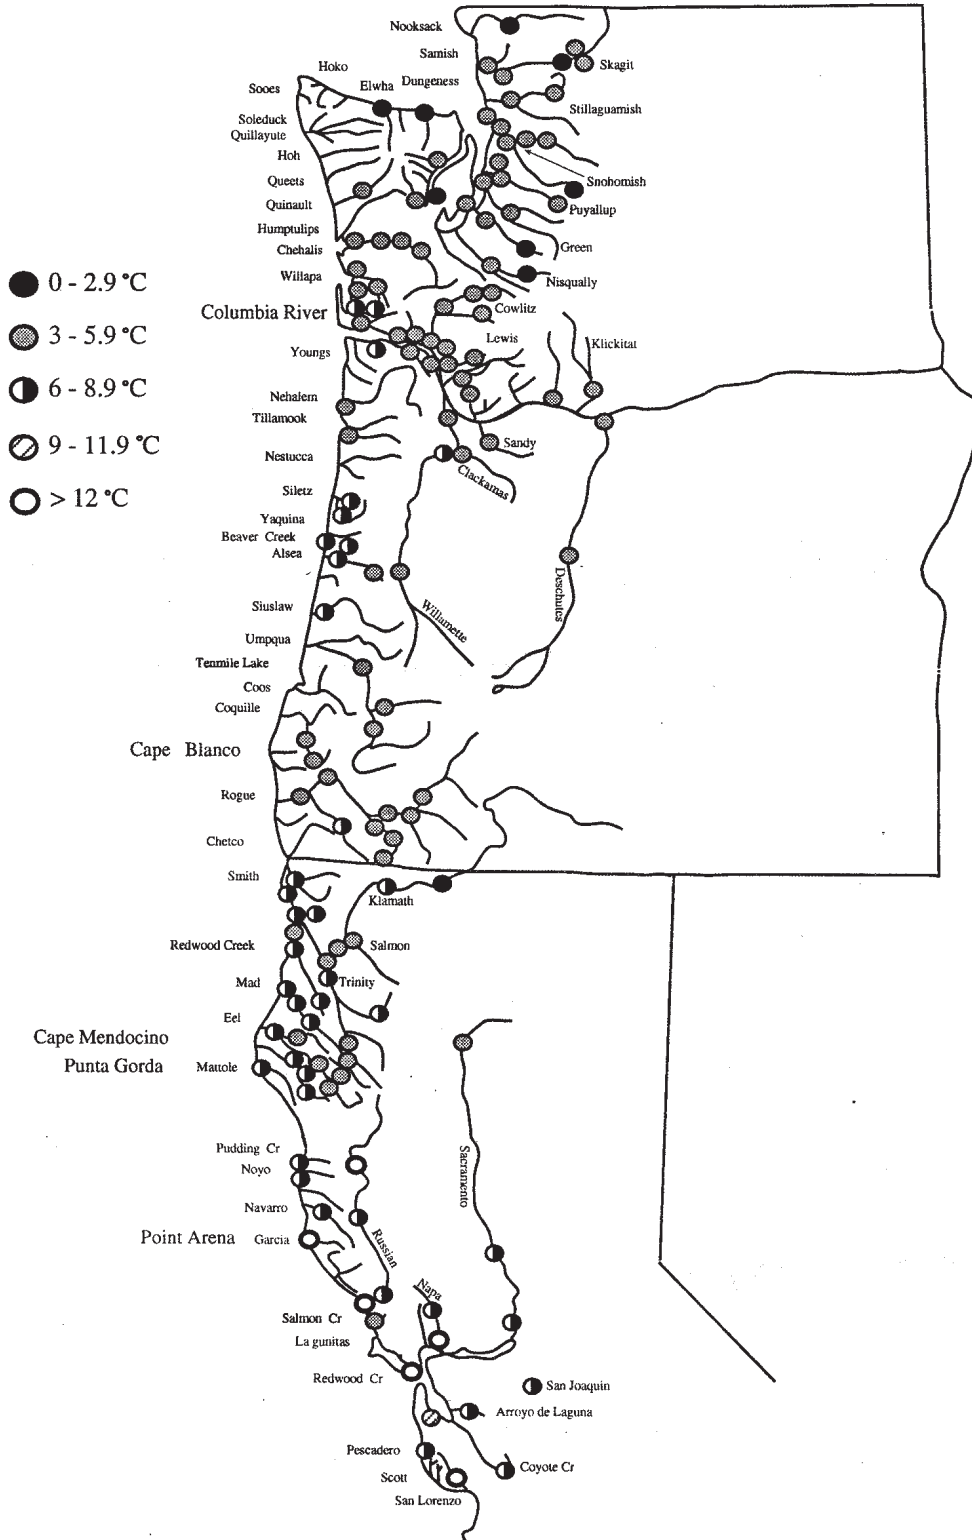 Nooksack
Samish
Skagit
Hoko
Sooes
Elwha
Dungeness
Stillaguamish
Soleduck
Quillayute
Hoh
Queets
Snohomish
Quinault
Puyallup
Humptulips
Chehalis
Green
Willapa
Nisqually
0 - 2.9 °C
3 - 5.9 °C
6 - 8.9 °C
9 - 11.9 °C
> 12 °C
Columbia River
Cowlitz
Lewis
Klickitat
Youngs
Nehalem
Tillamook
Sandy
Nestucca
Clackamas
Siletz
Yaquina
Beaver Creek
Alsea
Deschutes
Siuslaw
Willamette
Umpqua
Tenmile Lake
Coos
Coquille
Cape Blanco
Rogue
Chetco
Smith
Klamath
Redwood Creek
Salmon
Mad
Trinity
Eel
Cape Mendocino
Punta Gorda
Mattole
Pudding Cr
Noyo
Sacramento
Navarro
Point Arena
Garcia
Russian
Napa
Salmon Cr
La gunitas
Redwood Cr
San Joaquin
Arroyo de Laguna
Pescadero
Coyote Cr
Scott
San Lorenzo